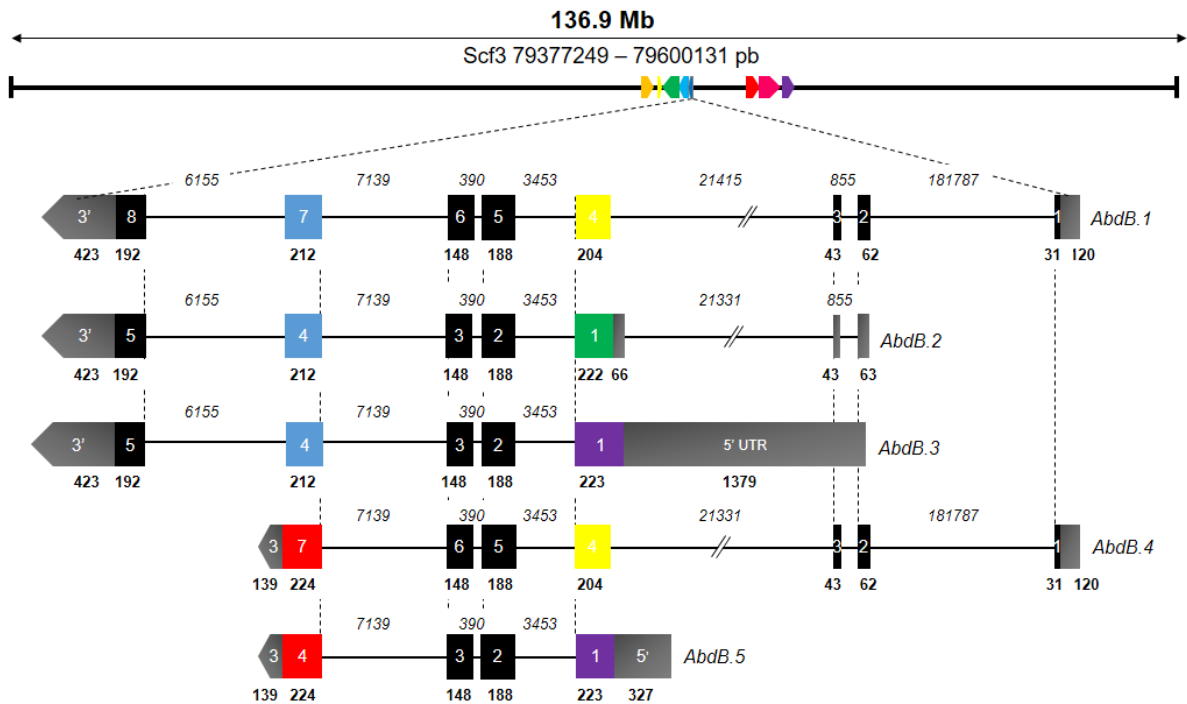 136.9 Mb
Scf3 79377249 – 79600131 pb
6155 7139 390 3453 21415 855 181787
3' 8 7 6 5 4 3 2 1 AbdB.1
423 192 212 148 188 204 43 62 31 120
6155 7139 390 3453 21331 855
3' 5 4 3 2 1 AbdB.2
423 192 212 148 188 222 66 43 63
6155 7139 390 3453
3' 5 4 3 2 1 5' UTR AbdB.3
423 192 212 148 188 223 1379
7139 390 3453 21331 181787
3 7 6 5 4 3 2 1 AbdB.4
139 224 148 188 204 43 62 31 120
7139 390 3453
3 4 3 2 1 5' AbdB.5
139 224 148 188 223 327